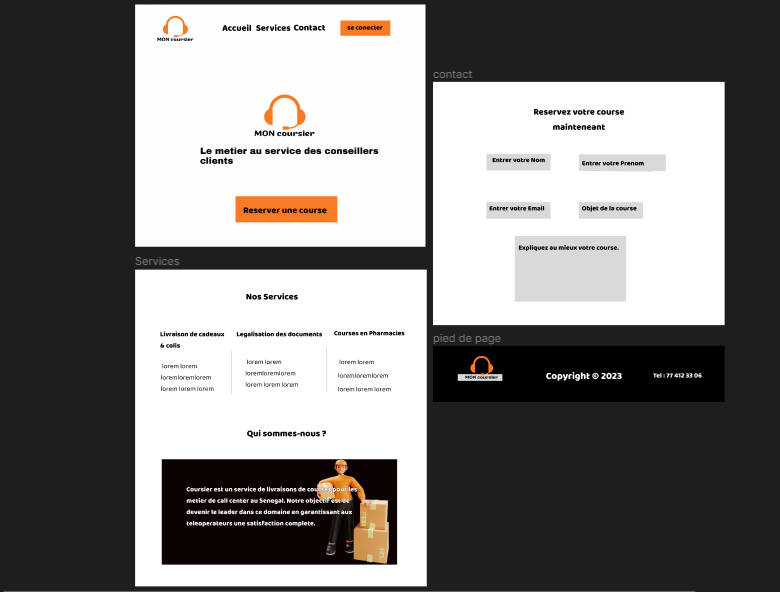 MON coursier
Accueil Services Contact
se conecter
MON coursier
Le metier au service des conseillers
clients
Reserver une course
Services
Nos Services
Livraison de cadeaux
& colis
lorem lorem
loremloremlorem
lorem lorem lorem
Legalisation des documents
lorem lorem
loremloremlorem
lorem lorem lorem
Courses en Pharmacies
lorem lorem
loremloremlorem
lorem lorem lorem
Qui sommes-nous ?
Coursier est un service de livraisons de courses pour les
metier de call center au Senegal. Notre objectif est de
devenir le leader dans ce domaine en garantissant aux
teleoperateurs une satisfaction complete.
contact
Reservez votre course
mainteneant
Entrer votre Nom
Entrer votre Prenom
Entrer votre Email
Objet de la course
Expliquez au mieux votre course.
pied de page
MON coursier
Copyright © 2023
Tel : 77 412 33 06